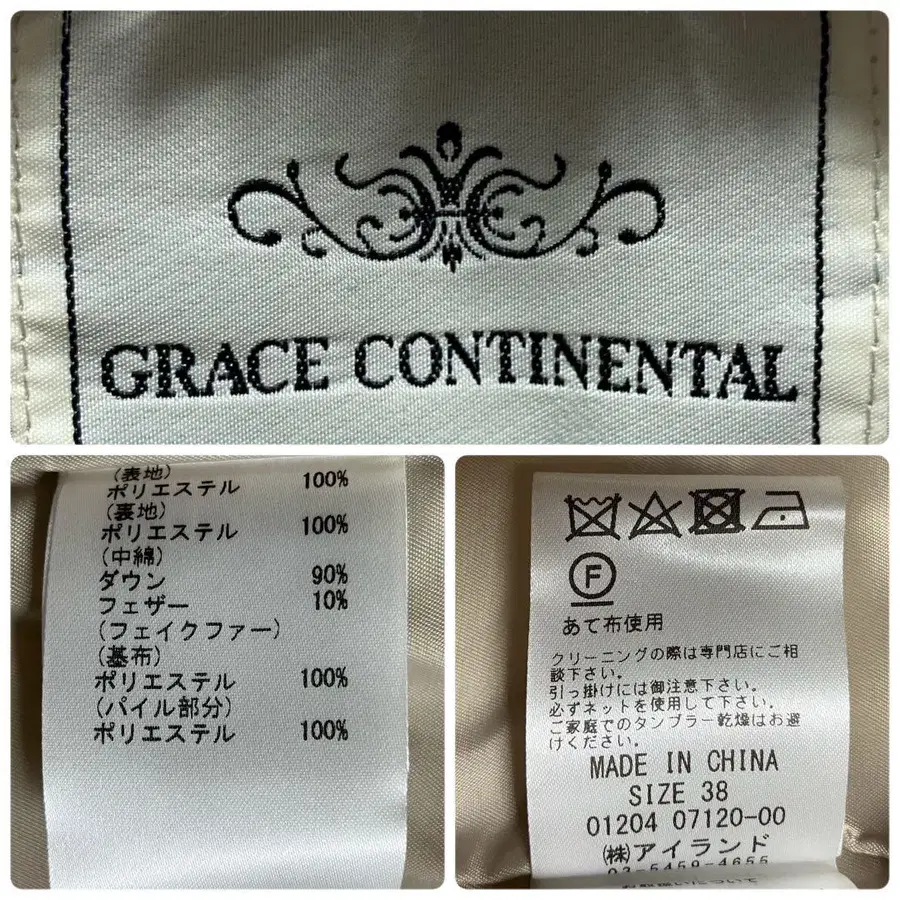 GRACE CONTINENTAL
(表地)
ポリエステル 100%
(裏地)
ポリエステル 100%
(中綿)
ダウン 90%
フェザー 10%
(フェイクファー)
(基布)
ポリエステル 100%
(パイル部分)
ポリエステル 100%
F
あて布使用
クリーニングの際は専門店にご相
談下さい。
引っ掛けには御注意下さい。
必ずネットを使用して下さい。
ご家庭でのタンブラー乾燥はお避
けください。
MADE IN CHINA
SIZE 38
01204 07120-00
(株)アイランド
03-5459-4655